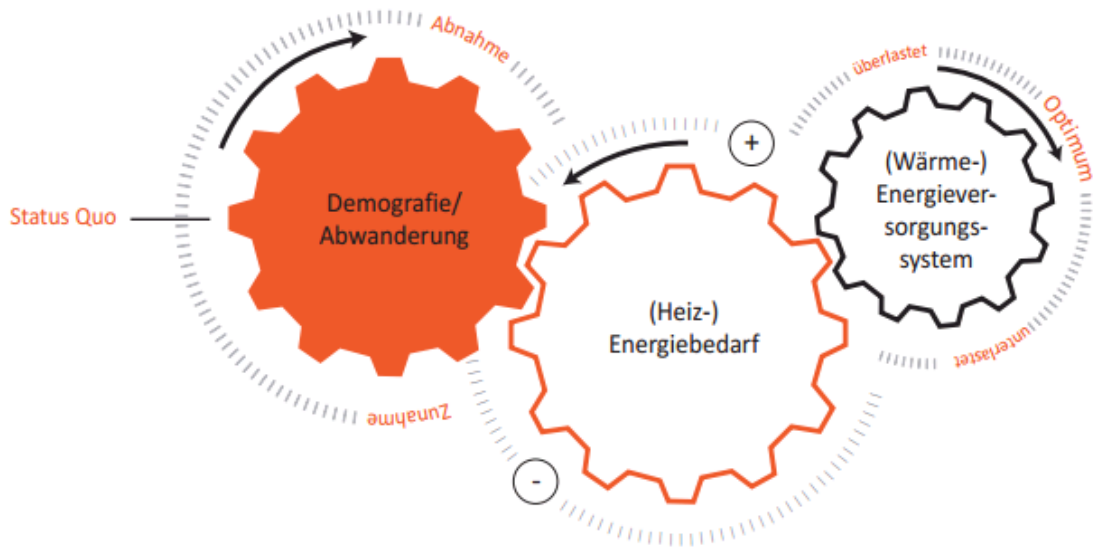 Abnahme
überlastet
Optimum
+
(Wärme-)
Energiever-
sorgungs-
system
Demografie/
Abwanderung
Status Quo
(Heiz-)
Energiebedarf
unterlastet
Zunahme
-